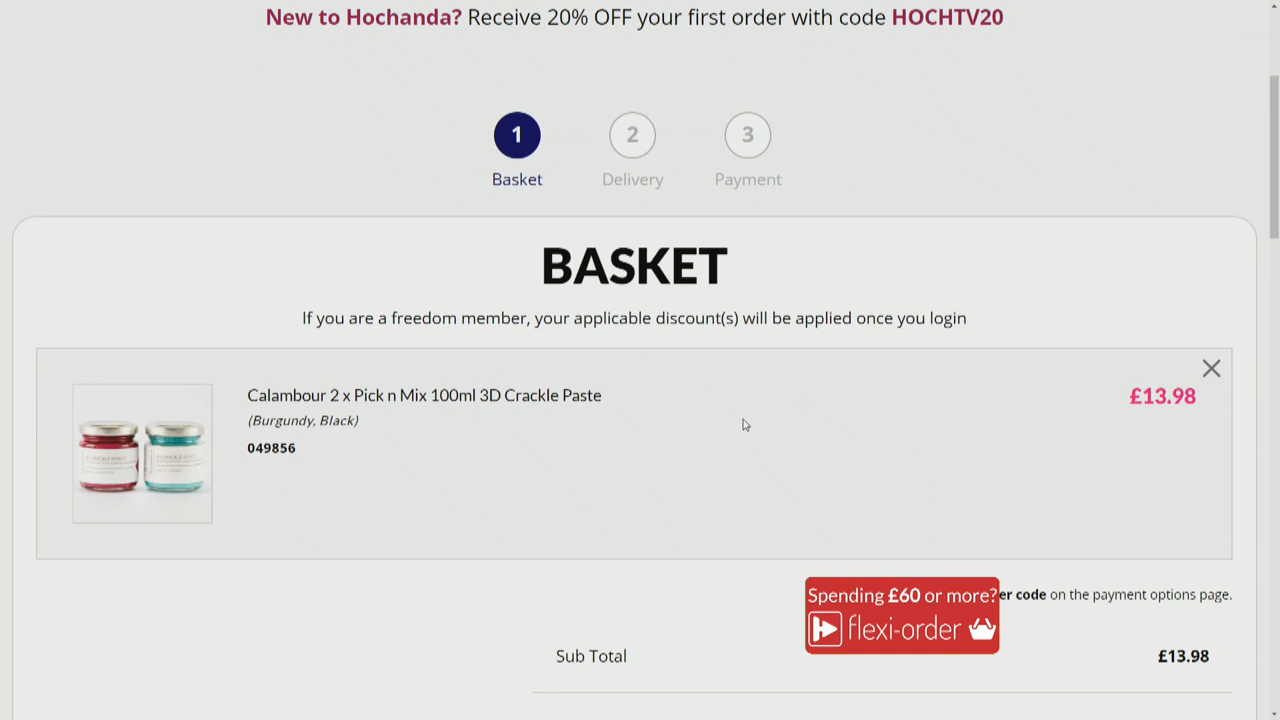 New to Hochanda? Receive 20% OFF your first order with code HOCHTV20
1
2
3
Basket
Delivery
Payment
BASKET
If you are a freedom member, your applicable discount(s) will be applied once you login
Calambour 2 x Pick n Mix 100ml 3D Crackle Paste
£13.98
(Burgundy, Black)
049856
Spending £60 or more?
er code on the payment options page.
flexi-order
Sub Total
£13.98